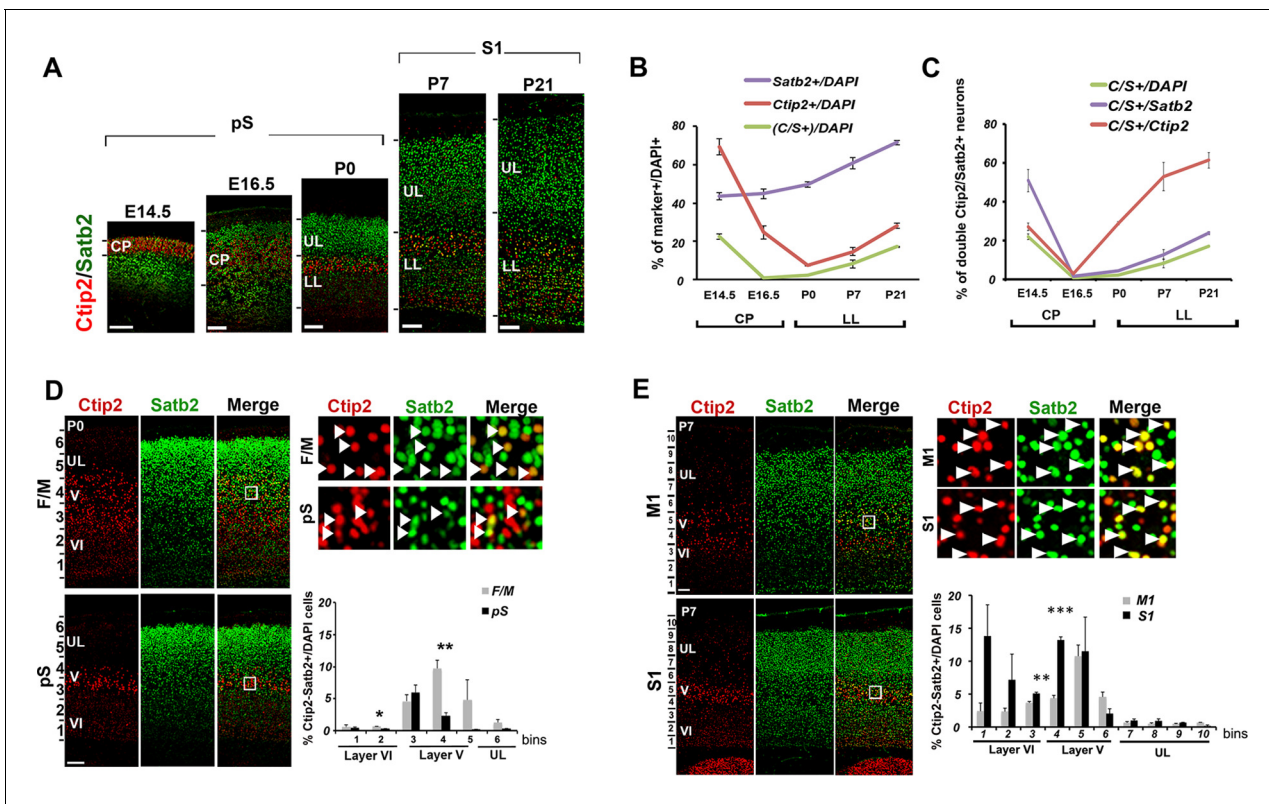 A
S1
P7
P21
pS
E14.5
E16.5
P0
Ctip2/Satb2
CP
CP
UL
LL
UL
LL
UL
LL
B
Satb2+/DAPI
Ctip2+/DAPI
(C/S+)/DAPI
% of marker+/DAPI+
80
60
40
20
0
E14.5 E16.5 P0 P7 P21
CP LL
C
C/S+/DAPI
C/S+/Satb2
C/S+/Ctip2
% of double Ctip2/Satb2+ neurons
80
60
40
20
0
E14.5 E16.5 P0 P7 P21
CP LL
D
Ctip2 Satb2 Merge
P0
F/M
6
5
4
3
2
1
UL
V
VI
pS
6
5
4
3
2
1
UL
V
VI
Ctip2 Satb2 Merge
F/M
pS
% Ctip2-Satb2+/DAPI cells
F/M
pS
20
15
10
5
0
* **
1 2 3 4 5 6 bins
Layer VI Layer V UL
E
Ctip2 Satb2 Merge
P7
M1
10
9
8
7
6
5
4
3
2
1
UL
V
VI
P7
S1
10
9
8
7
6
5
4
3
2
1
UL
V
VI
Ctip2 Satb2 Merge
M1
S1
% Ctip2-Satb2+/DAPI cells
M1
S1
20
15
10
5
0
** ***
1 2 3 4 5 6 7 8 9 10 bins
Layer VI Layer V UL